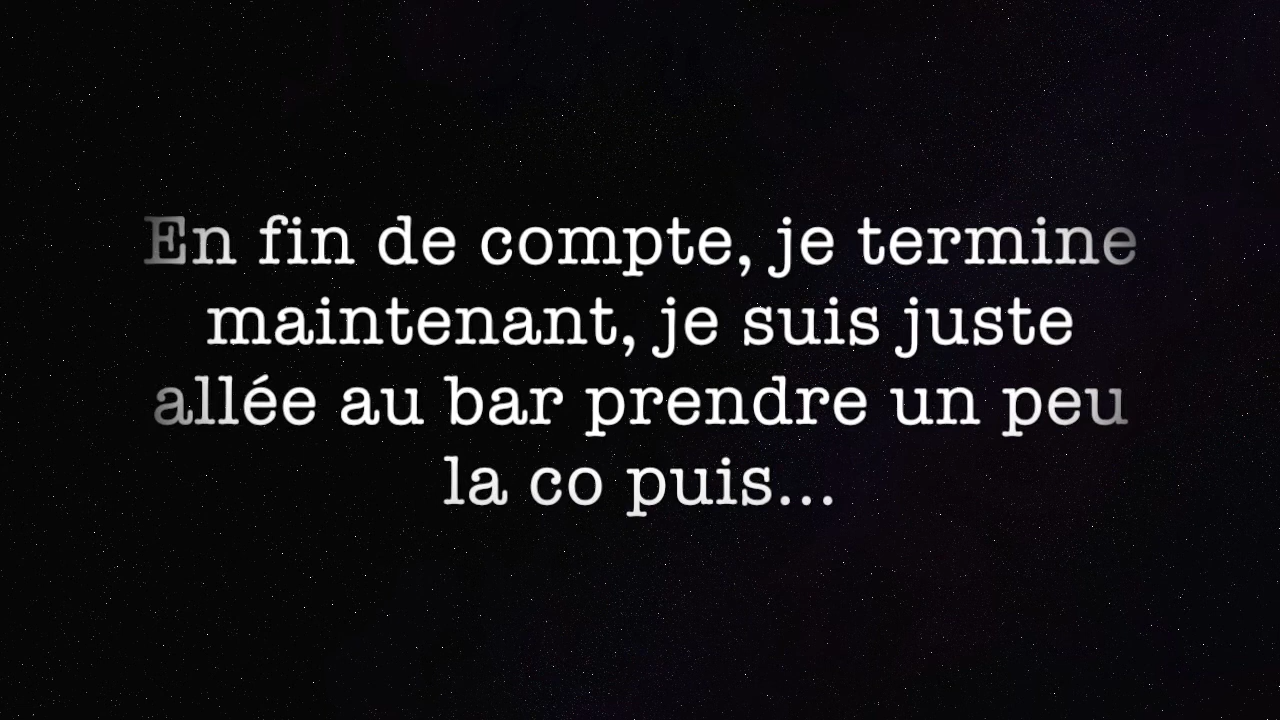 En fin de compte, je termine
maintenant, je suis juste
allée au bar prendre un peu
la co puis...